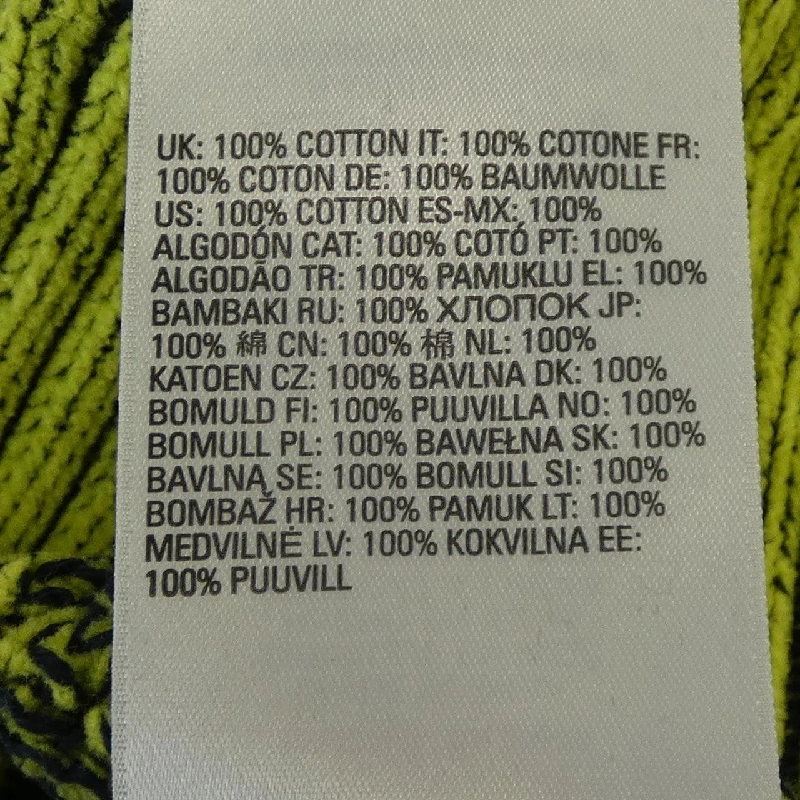 UK: 100% COTTON IT: 100% COTONE FR:
100% COTON DE: 100% BAUMWOLLE
US: 100% COTTON ES-MX: 100%
ALGODÓN CAT: 100% COTÓ PT: 100%
ALGODÃO TR: 100% PAMUKLU EL: 100%
BAMBAKI RU: 100% ХЛОПОК JP:
100% 綿 CN: 100% 棉 NL: 100%
KATOEN CZ: 100% BAVLNA DK: 100%
BOMULD FI: 100% PUUVILLA NO: 100%
BOMULL PL: 100% BAWEŁNA SK: 100%
BAVLNA SE: 100% BOMULL SI: 100%
BOMBAŽ HR: 100% PAMUK LT: 100%
MEDVILNĖ LV: 100% KOKVILNA EE:
100% PUUVILL